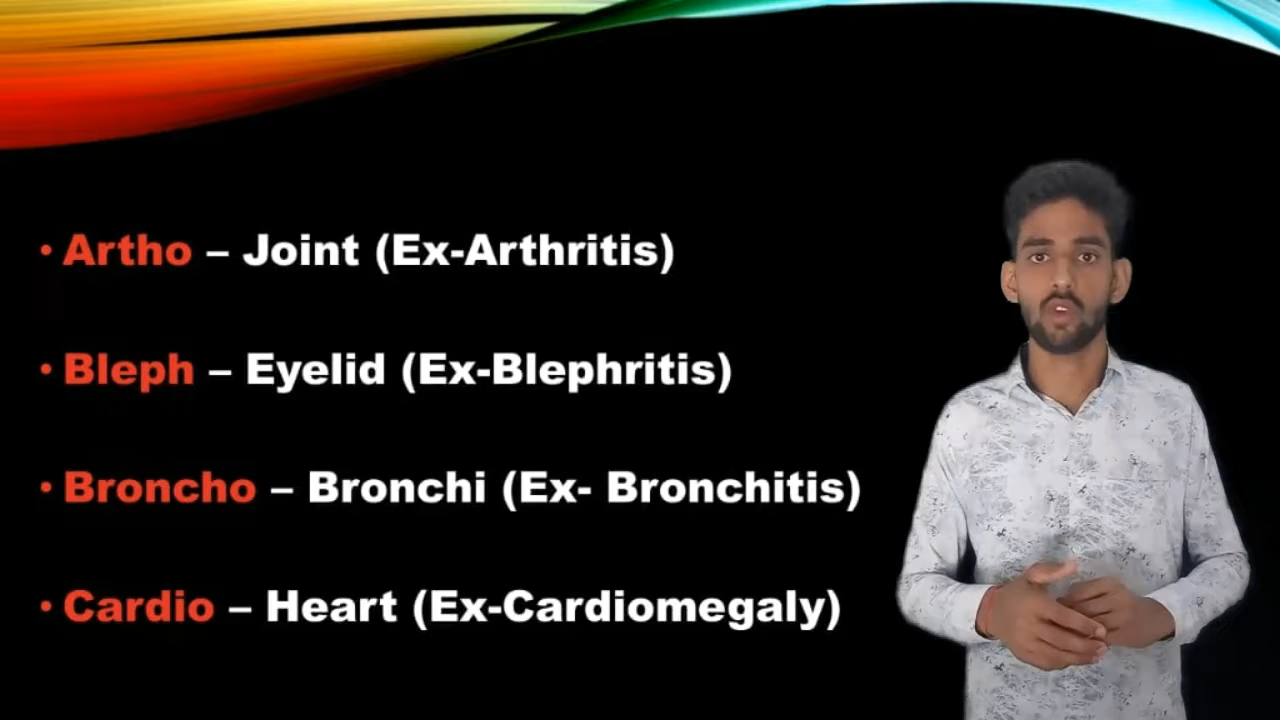 • Artho – Joint (Ex-Arthritis)
• Bleph – Eyelid (Ex-Blephritis)
• Broncho – Bronchi (Ex- Bronchitis)
• Cardio – Heart (Ex-Cardiomegaly)